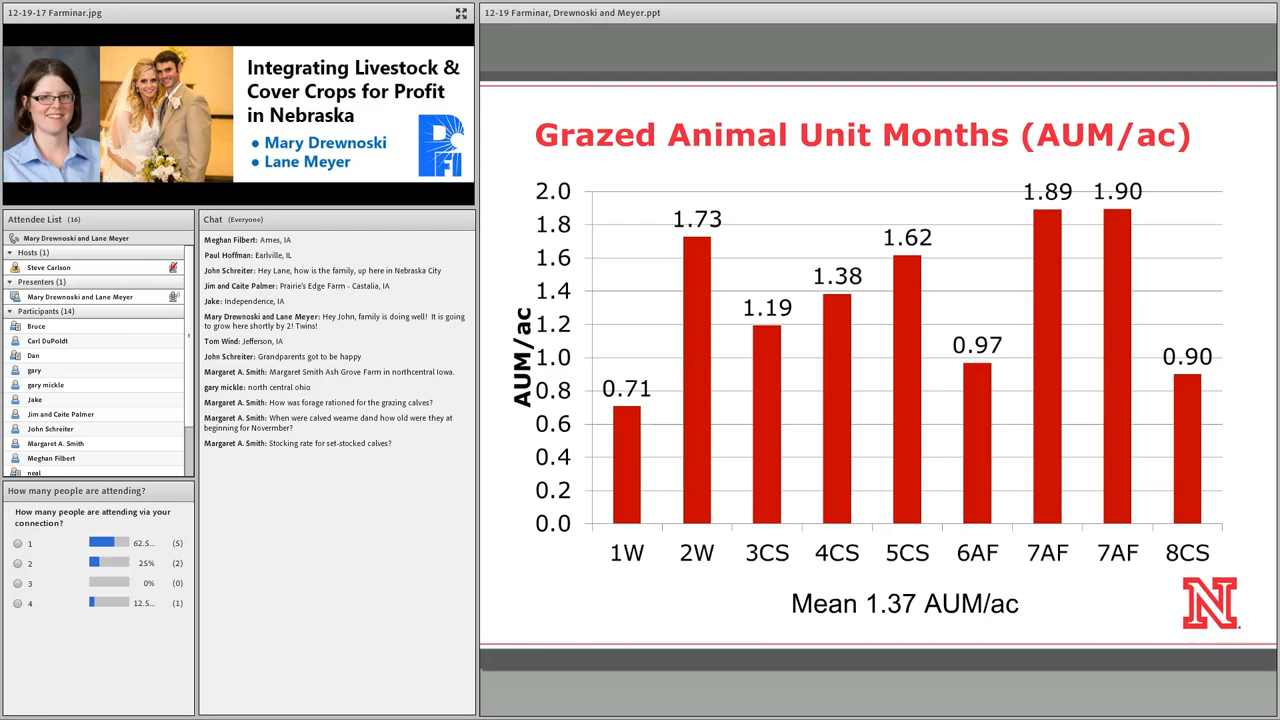 12-19-17 Farminar.jpg
Integrating Livestock &
Cover Crops for Profit
in Nebraska
• Mary Drewnoski
• Lane Meyer
PFI
Attendee List (16)
Mary Drewnoski and Lane Meyer
Hosts (1)
Steve Carlson
Presenters (1)
Mary Drewnoski and Lane Meyer
Participants (14)
Bruce
Carl DuPoldt
Dan
gary
gary mickle
Jake
Jim and Caite Palmer
John Schreiter
Margaret A. Smith
Meghan Filbert
neal
Chat (Everyone)
Meghan Filbert: Ames, IA
Paul Hoffman: Earlville, IL
John Schreiter: Hey Lane, how is the family, up here in Nebraska City
Jim and Caite Palmer: Prairie's Edge Farm - Castalia, IA
Jake: Independence, IA
Mary Drewnoski and Lane Meyer: Hey John, family is doing well! It is going
to grow here shortly by 2! Twins!
Tom Wind: Jefferson, IA
John Schreiter: Grandparents got to be happy
Margaret A. Smith: Margaret Smith Ash Grove Farm in northcentral Iowa.
gary mickle: north central ohio
Margaret A. Smith: How was forage rationed for the grazing calves?
Margaret A. Smith: When were calved weame dand how old were they at
beginning for Novermber?
Margaret A. Smith: Stocking rate for set-stocked calves?
How many people are attending?
How many people are attending via your
connection?
1 62.5... (5)
2 25% (2)
3 0% (0)
4 12.5... (1)
12-19 Farminar, Drewnoski and Meyer.ppt
Grazed Animal Unit Months (AUM/ac)
AUM/ac
2.0
1.8
1.6
1.4
1.2
1.0
0.8
0.6
0.4
0.2
0.0
0.71
1.73
1.19
1.38
1.62
0.97
1.89
1.90
0.90
1W 2W 3CS 4CS 5CS 6AF 7AF 7AF 8CS
Mean 1.37 AUM/ac
N